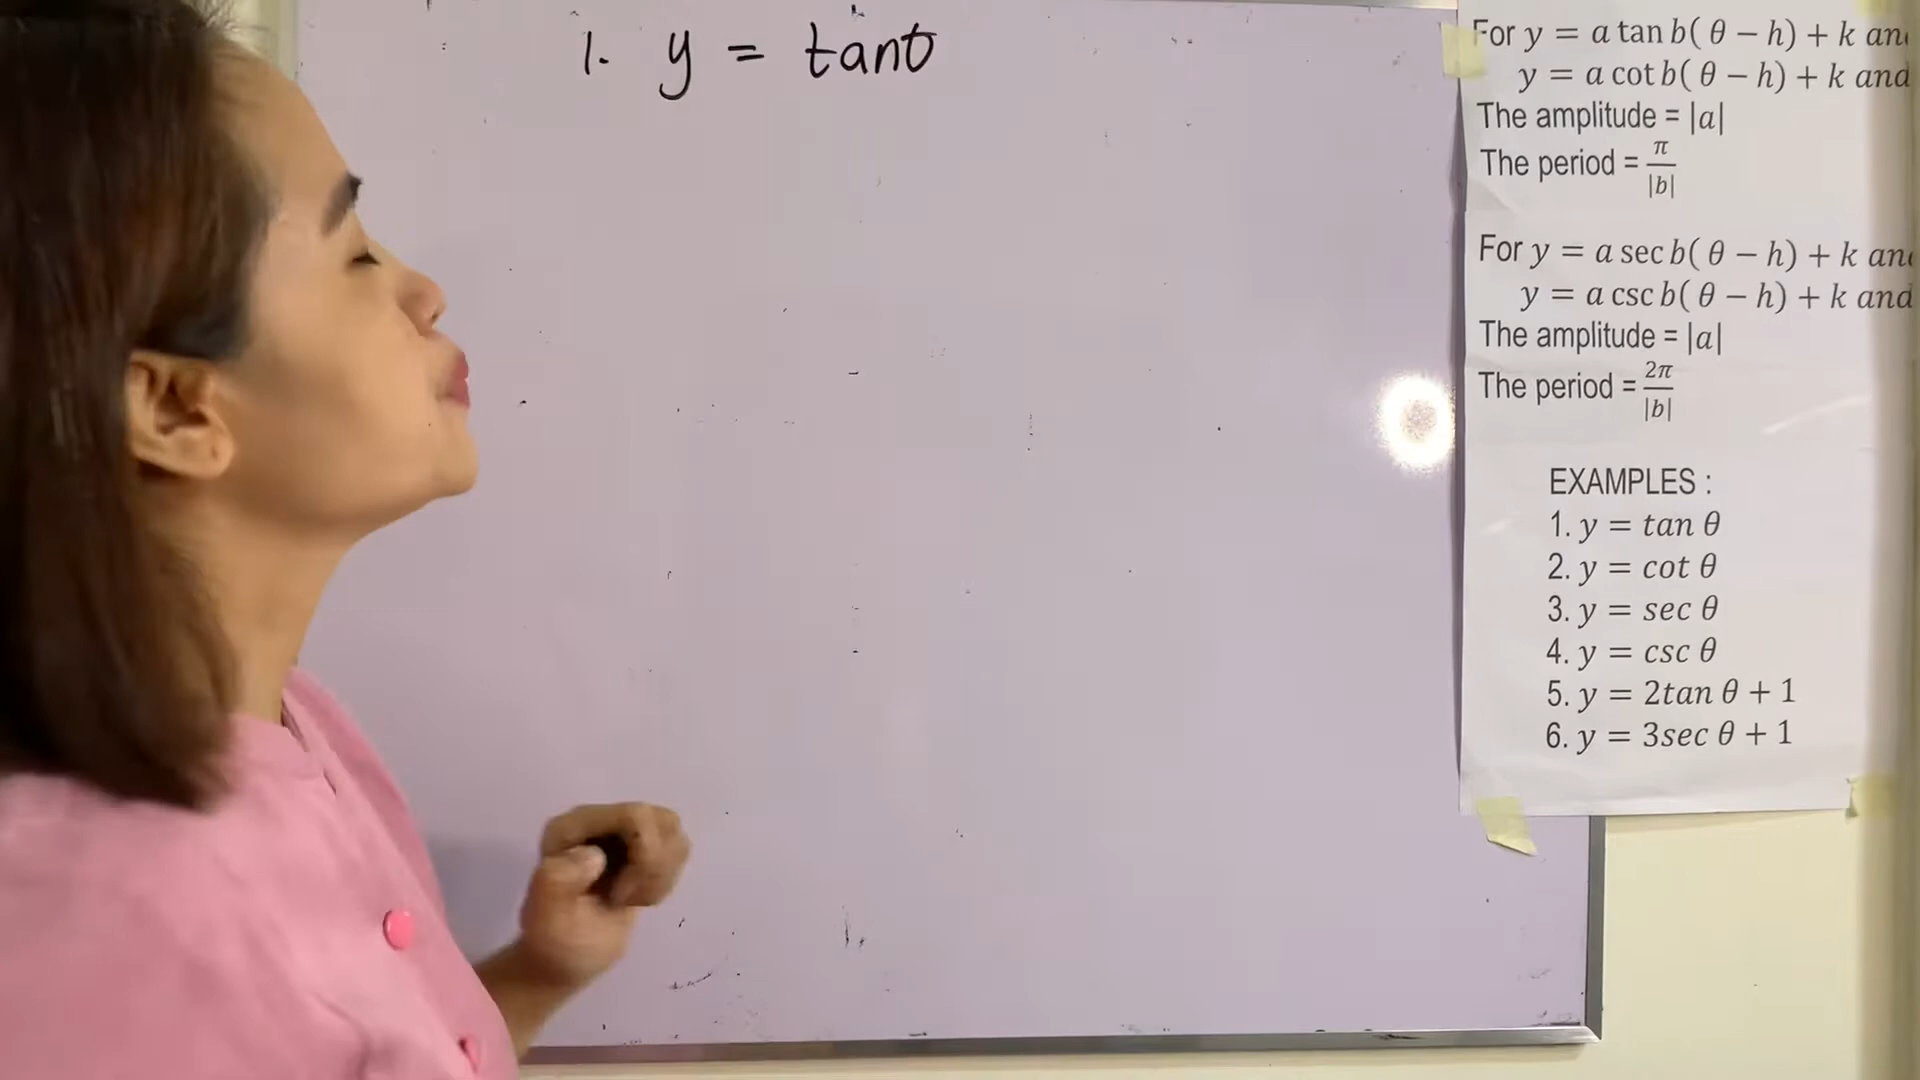 1. y = tanθ
For y = a tan b( θ − h) + k an
y = a cot b( θ − h) + k and
The amplitude = |a|
The period = π/|b|
For y = a sec b( θ − h) + k an
y = a csc b( θ − h) + k and
The amplitude = |a|
The period = 2π/|b|
EXAMPLES :
1. y = tan θ
2. y = cot θ
3. y = sec θ
4. y = csc θ
5. y = 2tan θ + 1
6. y = 3sec θ + 1